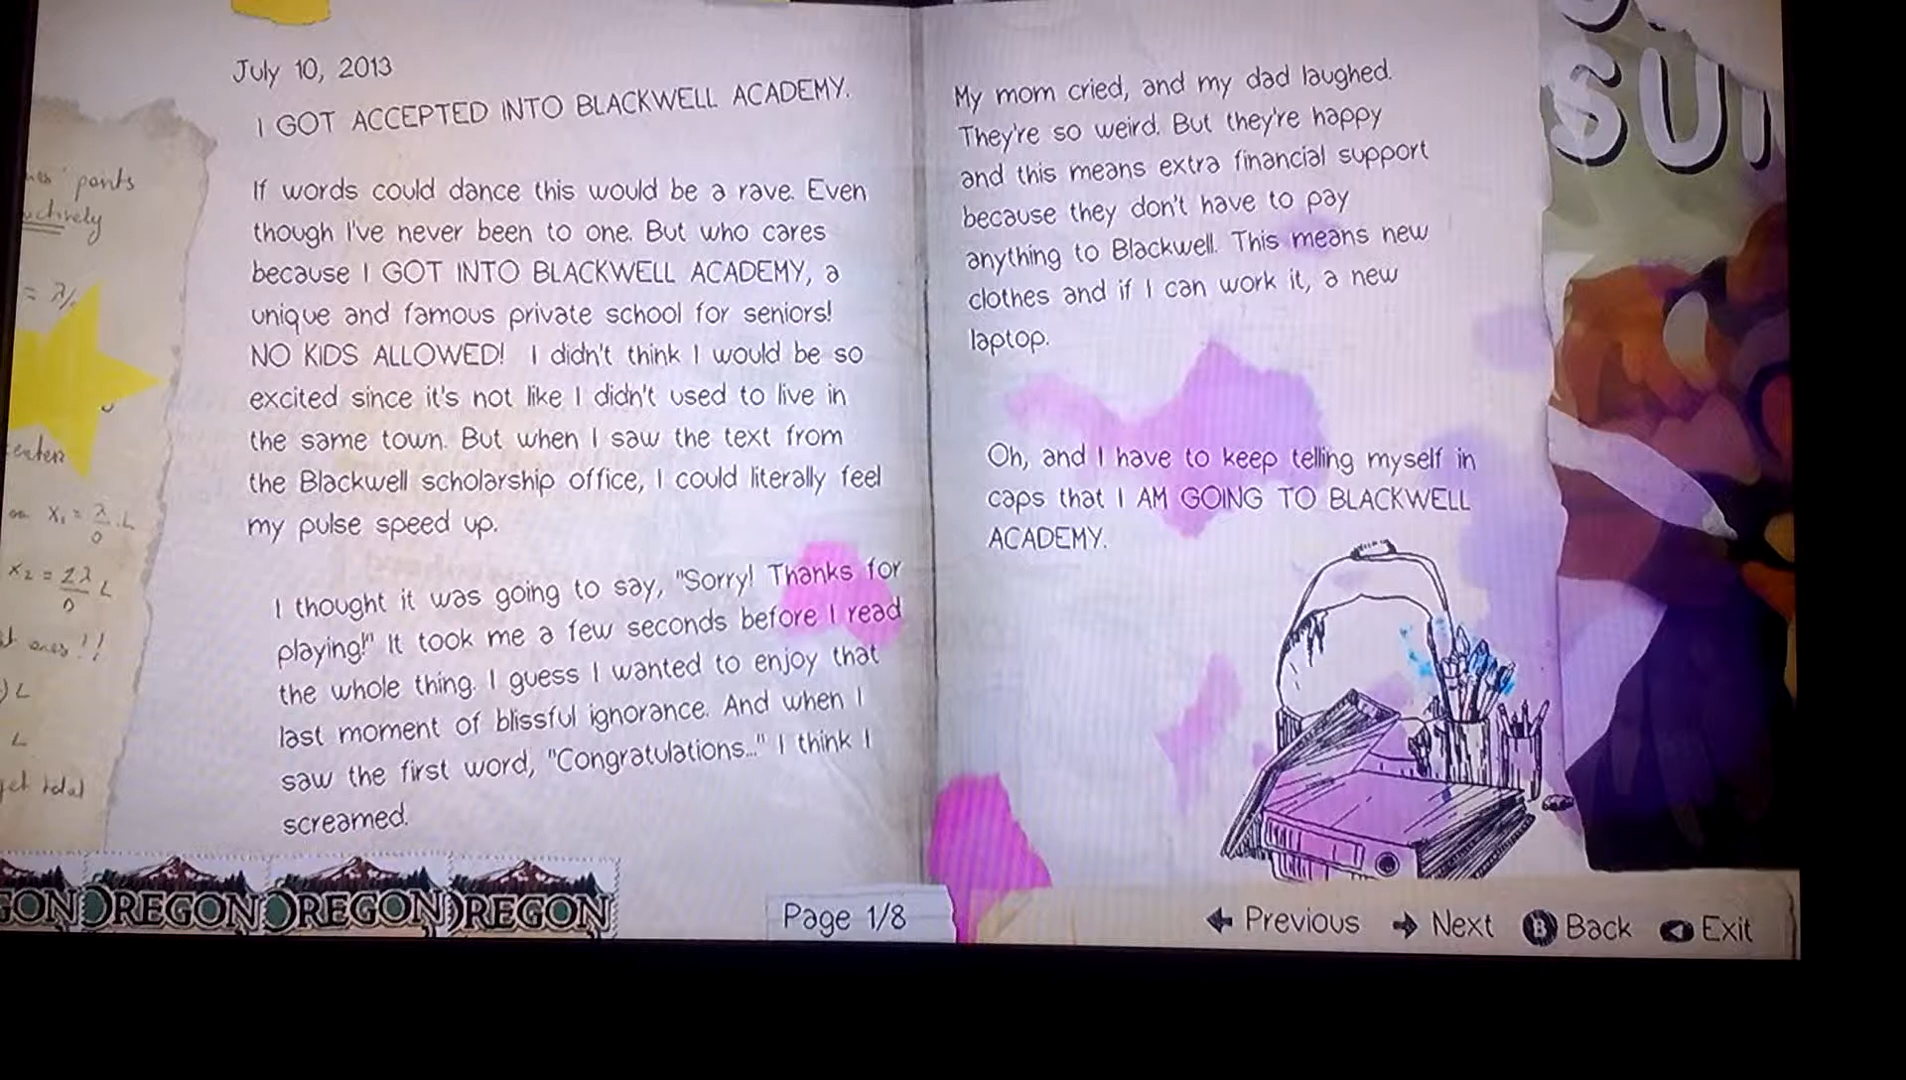 July 10, 2013
I GOT ACCEPTED INTO BLACKWELL ACADEMY.
If words could dance this would be a rave. Even
though I've never been to one. But who cares
because I GOT INTO BLACKWELL ACADEMY, a
unique and famous private school for seniors!
NO KIDS ALLOWED! I didn't think I would be so
excited since it's not like I didn't used to live in
the same town. But when I saw the text from
the Blackwell scholarship office, I could literally feel
my pulse speed up.
I thought it was going to say, "Sorry! Thanks for
playing!" It took me a few seconds before I read
the whole thing. I guess I wanted to enjoy that
last moment of blissful ignorance. And when I
saw the first word, "Congratulations..." I think I
screamed.
My mom cried, and my dad laughed.
They're so weird. But they're happy
and this means extra financial support
because they don't have to pay
anything to Blackwell. This means new
clothes and if I can work it, a new
laptop.
Oh, and I have to keep telling myself in
caps that I AM GOING TO BLACKWELL
ACADEMY.
OREGON OREGON OREGON
Page 1/8
Previous Next B Back Exit